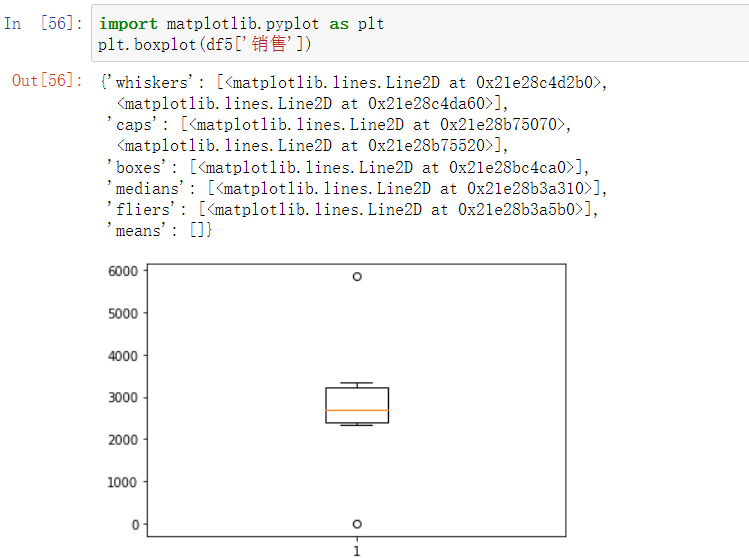 In [56]: import matplotlib.pyplot as plt
plt.boxplot(df5['销售'])
Out[56]: {'whiskers': [<matplotlib.lines.Line2D at 0x21e28c4d2b0>,
<matplotlib.lines.Line2D at 0x21e28c4da60>],
'caps': [<matplotlib.lines.Line2D at 0x21e28b75070>,
<matplotlib.lines.Line2D at 0x21e28b75520>],
'boxes': [<matplotlib.lines.Line2D at 0x21e28bc4ca0>],
'medians': [<matplotlib.lines.Line2D at 0x21e28b3a310>],
'fliers': [<matplotlib.lines.Line2D at 0x21e28b3a5b0>],
'means': []}
6000
5000
4000
3000
2000
1000
0
1